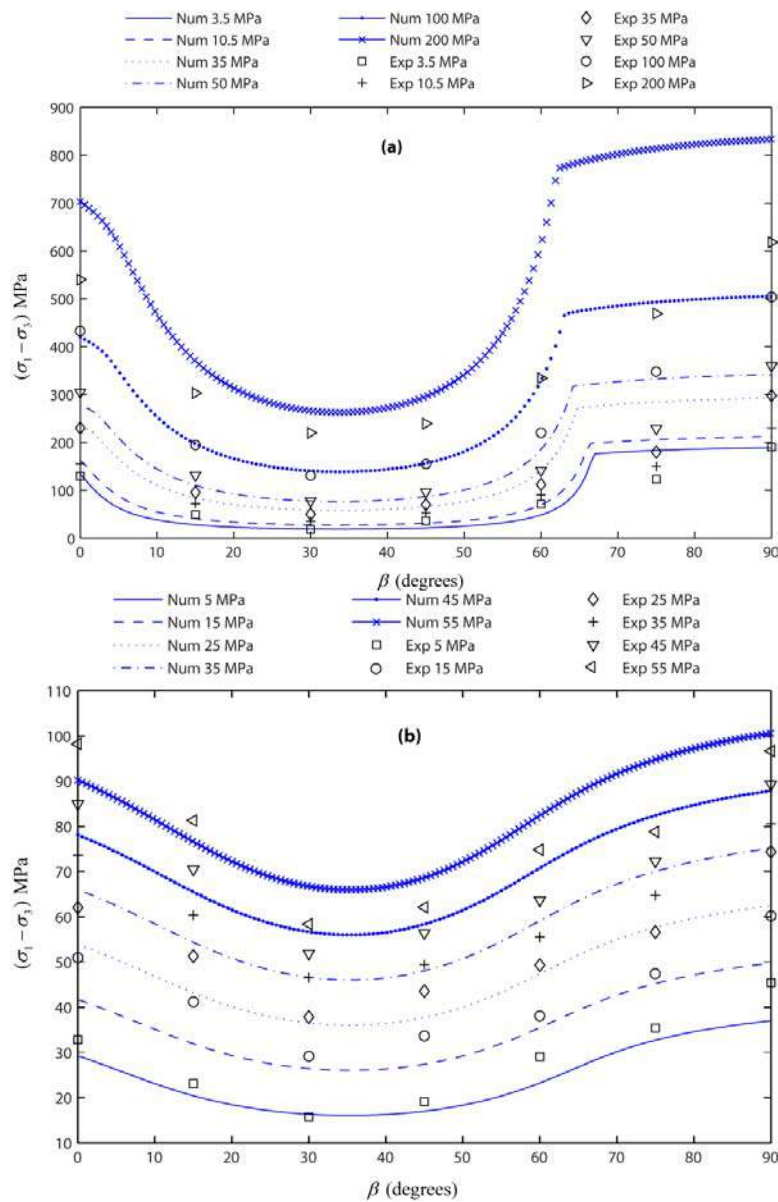 Num 3.5 MPa Num 100 MPa Exp 35 MPa
Num 10.5 MPa Num 200 MPa Exp 50 MPa
Num 35 MPa Exp 3.5 MPa Exp 100 MPa
Num 50 MPa Exp 10.5 MPa Exp 200 MPa
900
(a)
800
700
600
500
(σ₁ − σ₃) MPa
400
300
200
100
0
0 10 20 30 40 50 60 70 80 90
β (degrees)
Num 5 MPa Num 45 MPa Exp 25 MPa
Num 15 MPa Num 55 MPa Exp 35 MPa
Num 25 MPa Exp 5 MPa Exp 45 MPa
Num 35 MPa Exp 15 MPa Exp 55 MPa
110
(b)
100
90
80
70
(σ₁ − σ₃) MPa
60
50
40
30
20
10
0 10 20 30 40 50 60 70 80 90
β (degrees)